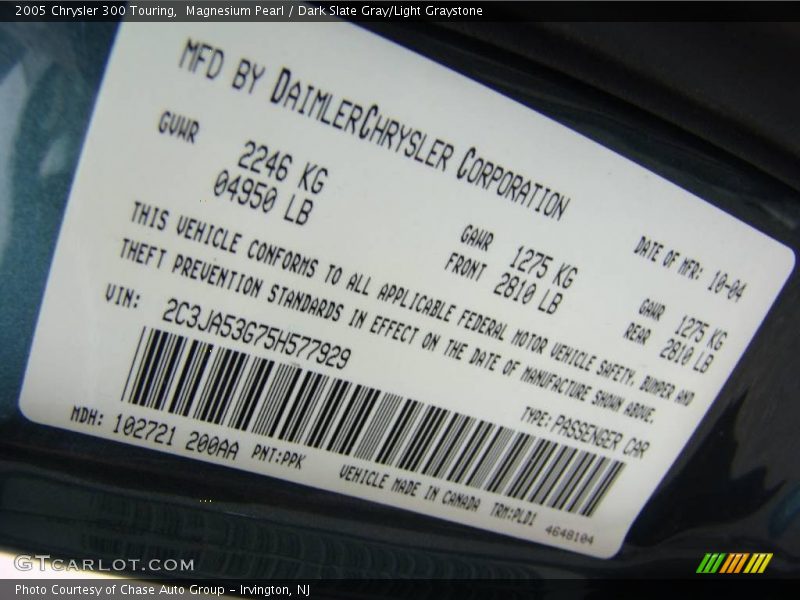 2005 Chrysler 300 Touring, Magnesium Pearl / Dark Slate Gray/Light Graystone
MFD BY DAIMLERCHRYSLER CORPORATION
DATE OF MFR: 10-04
GVWR
2246 KG
04950 LB
GAWR FRONT
1275 KG
2810 LB
GAWR REAR
1275 KG
2810 LB
THIS VEHICLE CONFORMS TO ALL APPLICABLE FEDERAL MOTOR VEHICLE SAFETY, BUMPER AND
THEFT PREVENTION STANDARDS IN EFFECT ON THE DATE OF MANUFACTURE SHOWN ABOVE.
VIN: 2C3JA53G75H577929
TYPE: PASSENGER CAR
MDH: 102721 200AA PNT:PPK
VEHICLE MADE IN CANADA TRM:PLD1 4648104
GTCARLOT.COM
Photo Courtesy of Chase Auto Group - Irvington, NJ